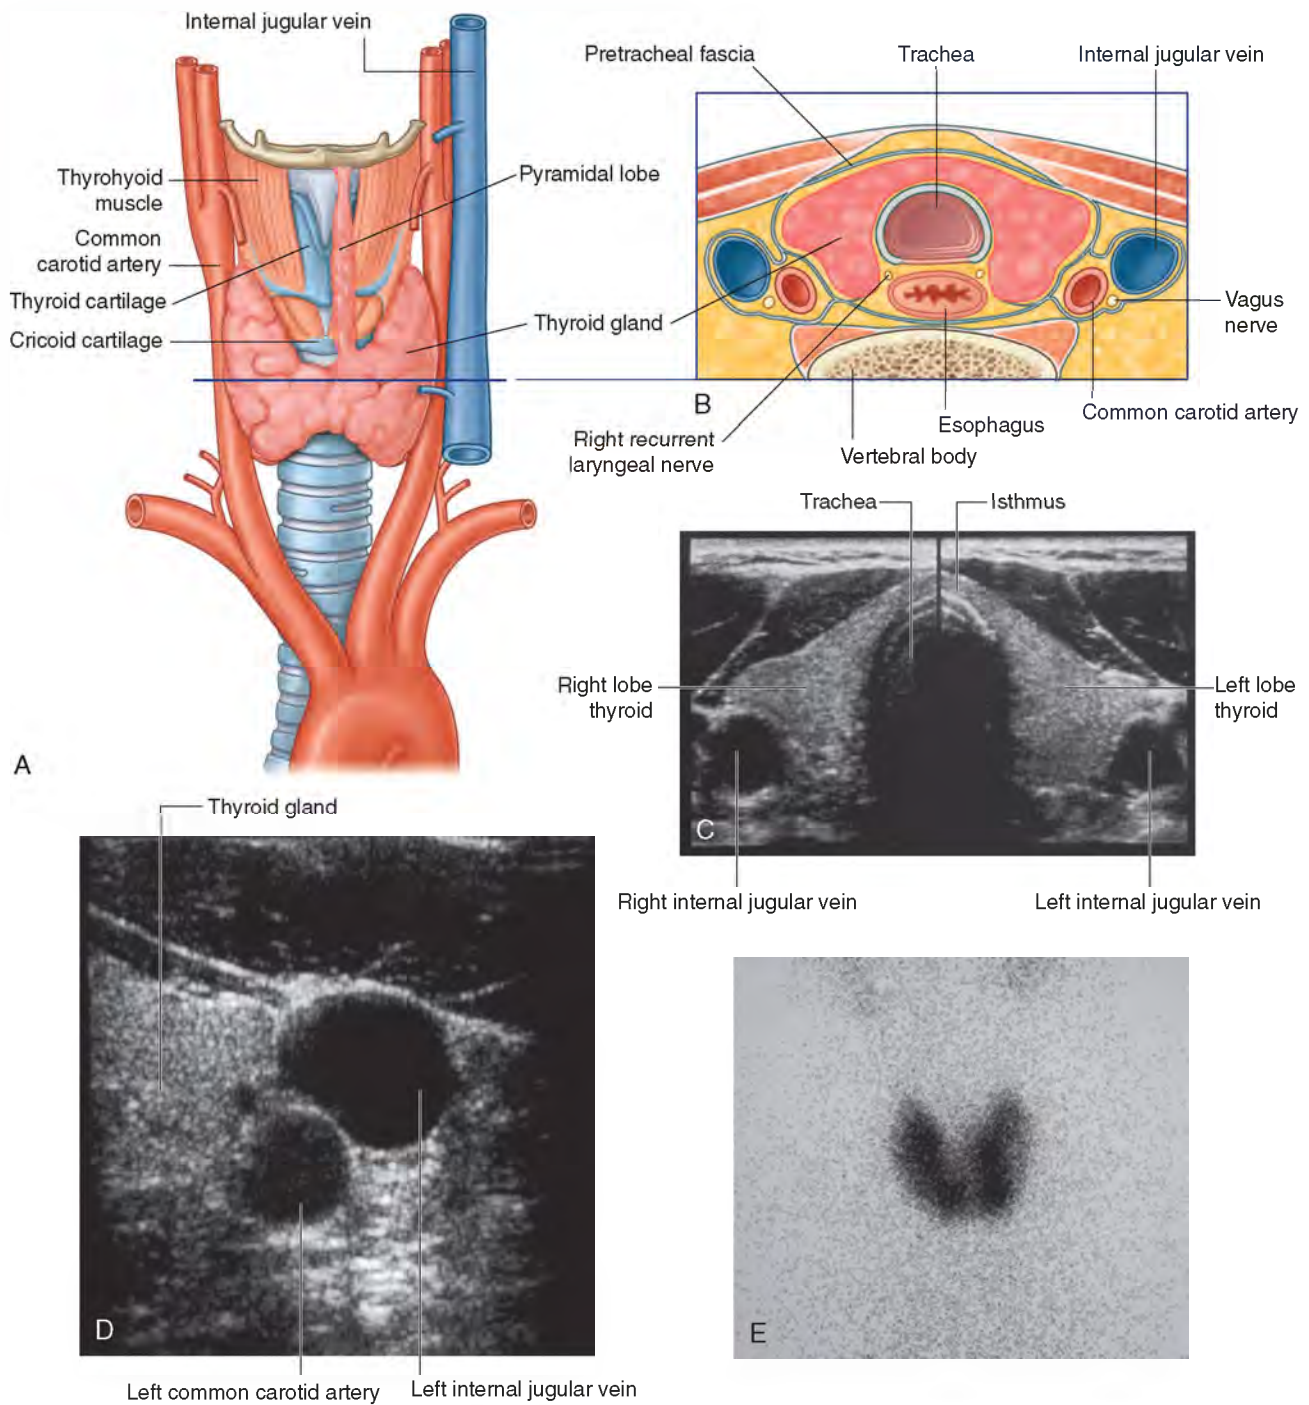 Internal jugular vein
Thyrohyoid
muscle
Common
carotid artery
Thyroid cartilage
Cricoid cartilage
Pyramidal lobe
Thyroid gland
A
Pretracheal fascia
Trachea
Internal jugular vein
Vagus
nerve
B
Common carotid artery
Esophagus
Right recurrent
laryngeal nerve
Vertebral body
Trachea
Isthmus
Right lobe
thyroid
Left lobe
thyroid
C
Right internal jugular vein
Left internal jugular vein
Thyroid gland
D
Left common carotid artery
Left internal jugular vein
E